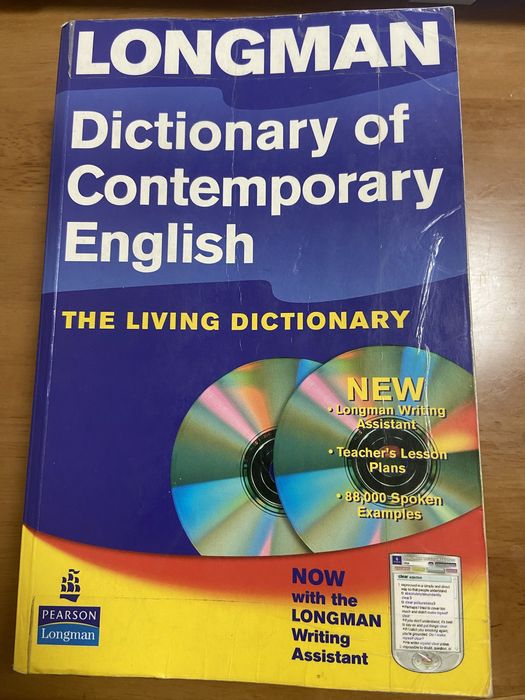 LONGMAN
Dictionary of
Contemporary
English
THE LIVING DICTIONARY
NEW
• Longman Writing
Assistant
• Teacher's Lesson
Plans
• 88,000 Spoken
Examples
NOW
with the
LONGMAN
Writing
Assistant
PEARSON
Longman
clear